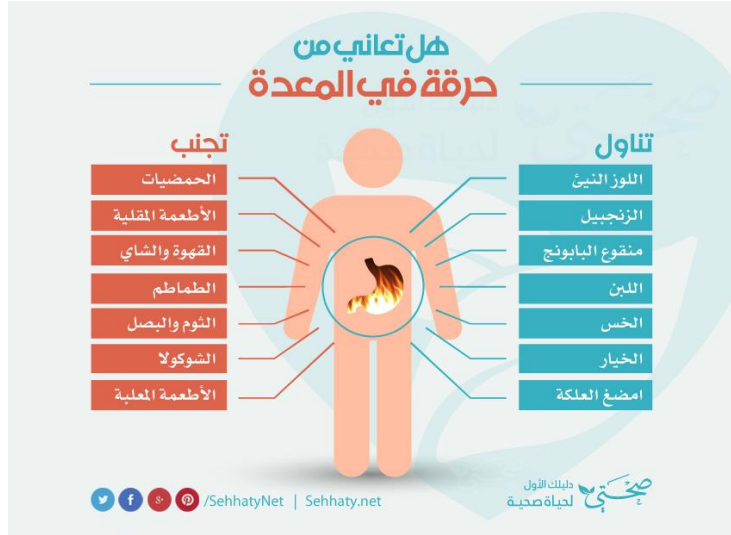 هل تعاني من
حرقة في المعدة
تناول
اللوز النيئ
الزنجبيل
منقوع البابونج
اللبن
الخس
الخيار
امضغ العلكة
تجنب
الحمضيات
الأطعمة المقلية
القهوة والشاي
الطماطم
الثوم والبصل
الشوكولا
الأطعمة المعلبة
صحتي
دليلك الأول
لحياة صحية
/SehhatyNet | Sehhaty.net